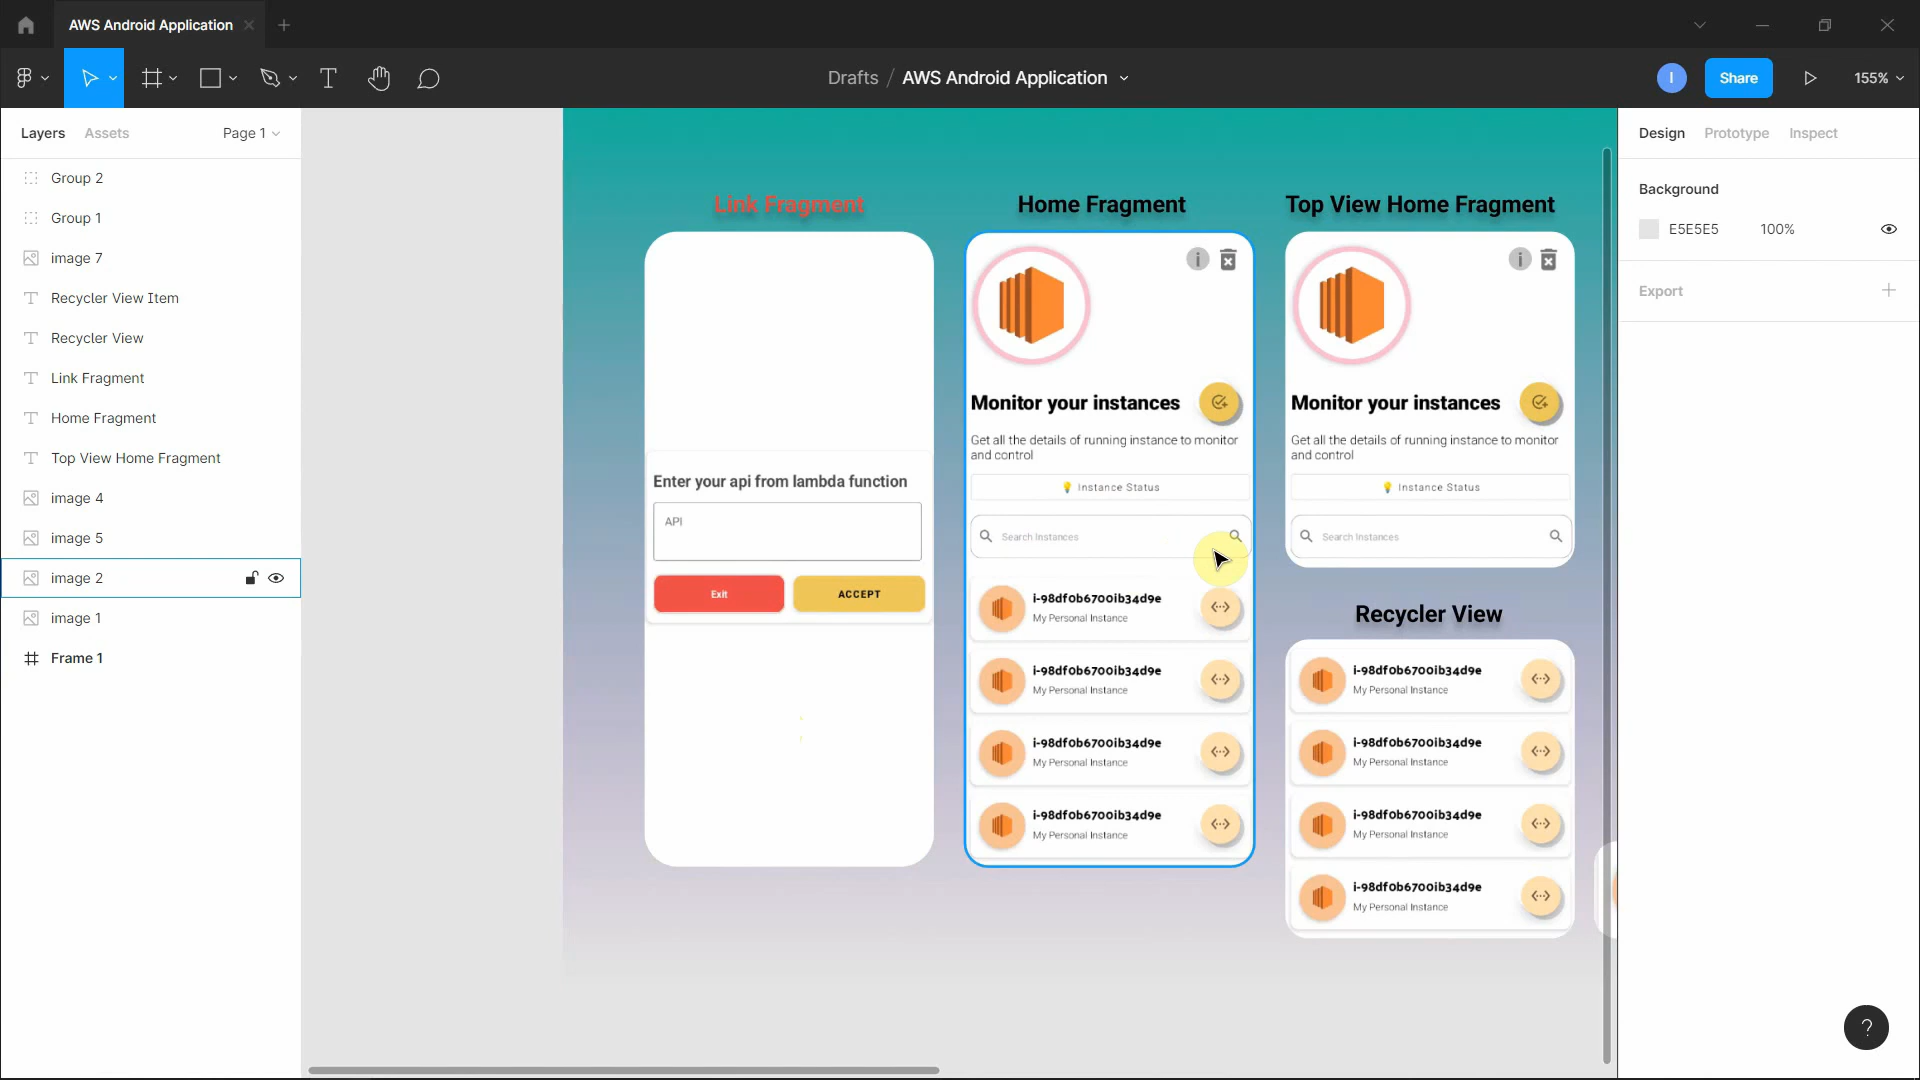 AWS Android Application
Drafts / AWS Android Application
I
Share
155%
Layers
Assets
Page 1
Group 2
Group 1
image 7
Recycler View Item
Recycler View
Link Fragment
Home Fragment
Top View Home Fragment
image 4
image 5
image 2
image 1
Frame 1
Link Fragment
Enter your api from lambda function
API
Exit
ACCEPT
Home Fragment
Monitor your instances
Get all the details of running instance to monitor
and control
Instance Status
Search Instances
i-98df0b6700ib34d9e
My Personal Instance
i-98df0b6700ib34d9e
My Personal Instance
i-98df0b6700ib34d9e
My Personal Instance
i-98df0b6700ib34d9e
My Personal Instance
Top View Home Fragment
Monitor your instances
Get all the details of running instance to monitor
and control
Instance Status
Search Instances
Recycler View
i-98df0b6700ib34d9e
My Personal Instance
i-98df0b6700ib34d9e
My Personal Instance
i-98df0b6700ib34d9e
My Personal Instance
i-98df0b6700ib34d9e
My Personal Instance
Design
Prototype
Inspect
Background
E5E5E5
100%
Export
?